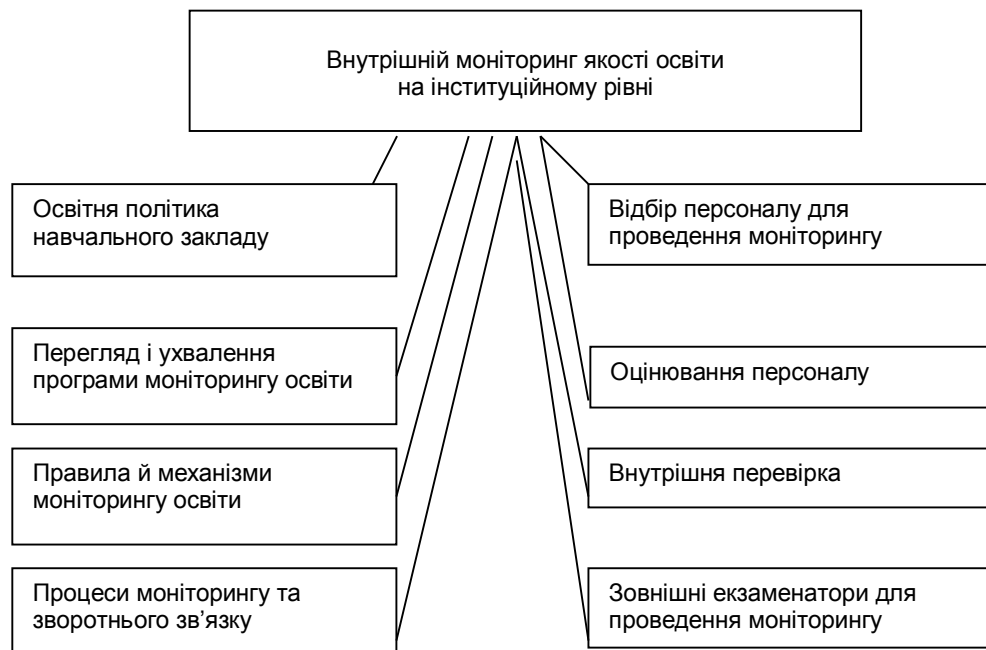 Внутрішній моніторинг якості освіти
на інституційному рівні
Освітня політика
навчального закладу
Перегляд і ухвалення
програми моніторингу освіти
Правила й механізми
моніторингу освіти
Процеси моніторингу та
зворотнього зв’язку
Відбір персоналу для
проведення моніторингу
Оцінювання персоналу
Внутрішня перевірка
Зовнішні екзаменатори для
проведення моніторингу